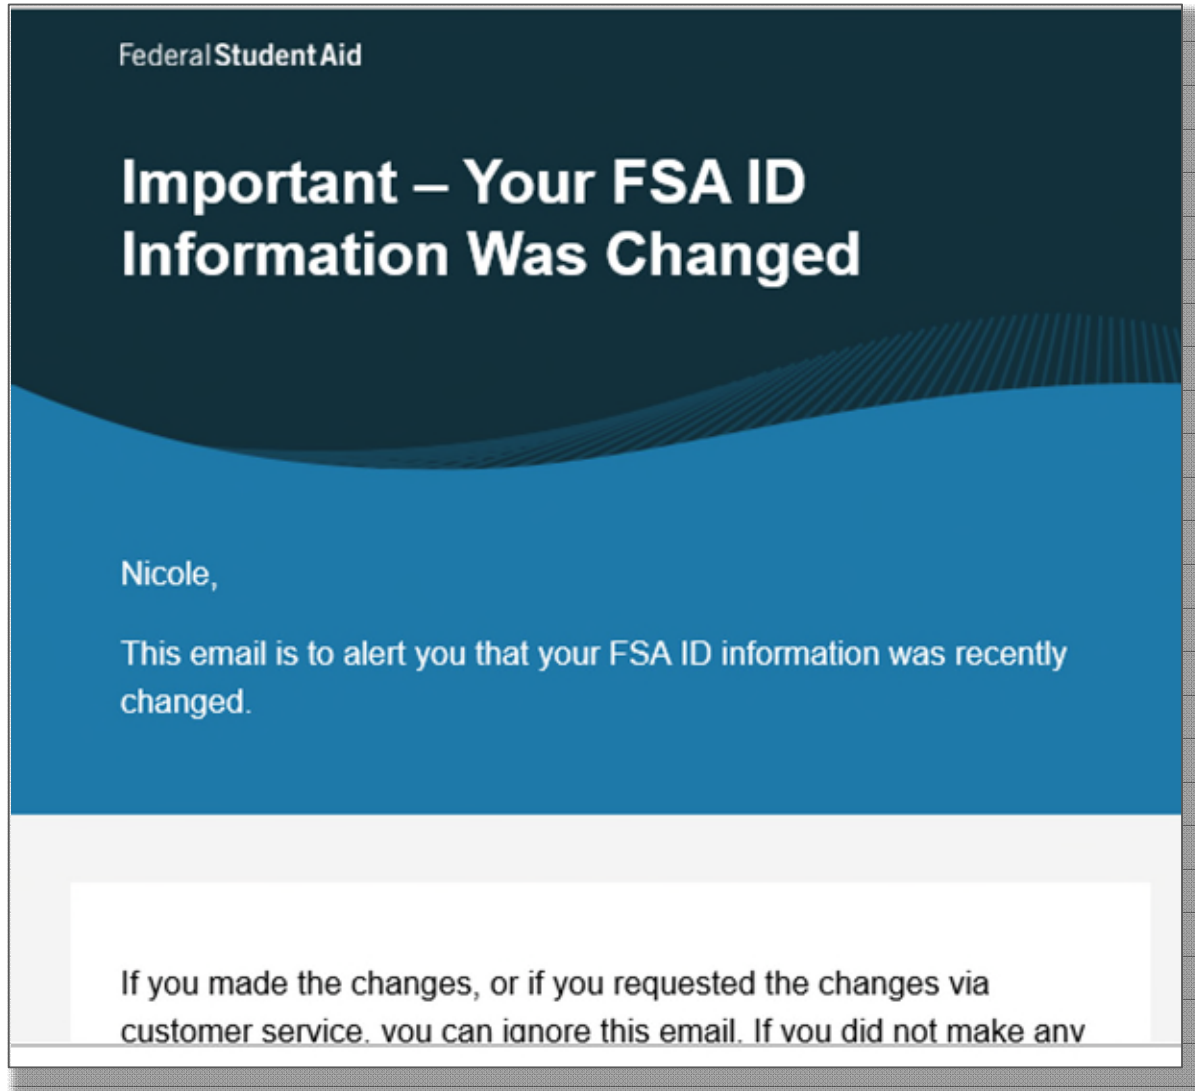 Federal Student Aid
Important – Your FSA ID
Information Was Changed
Nicole,
This email is to alert you that your FSA ID information was recently
changed.
If you made the changes, or if you requested the changes via
customer service, you can ignore this email. If you did not make any